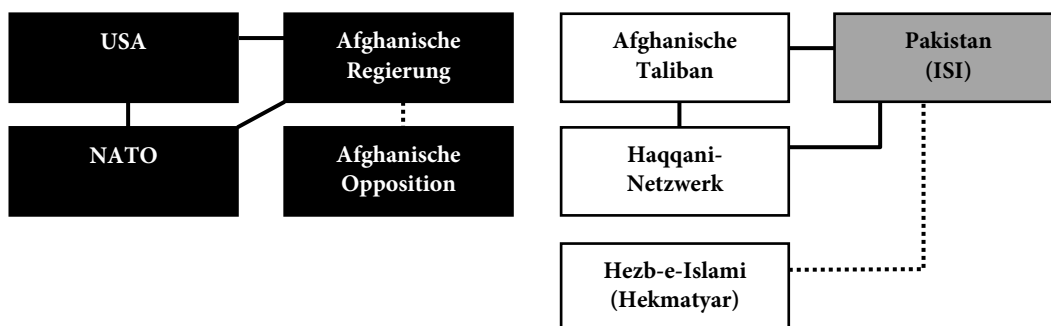 USA
Afghanische
Regierung
Afghanische
Taliban
Pakistan
(ISI)
NATO
Afghanische
Opposition
Haqqani-
Netzwerk
Hezb-e-Islami
(Hekmatyar)